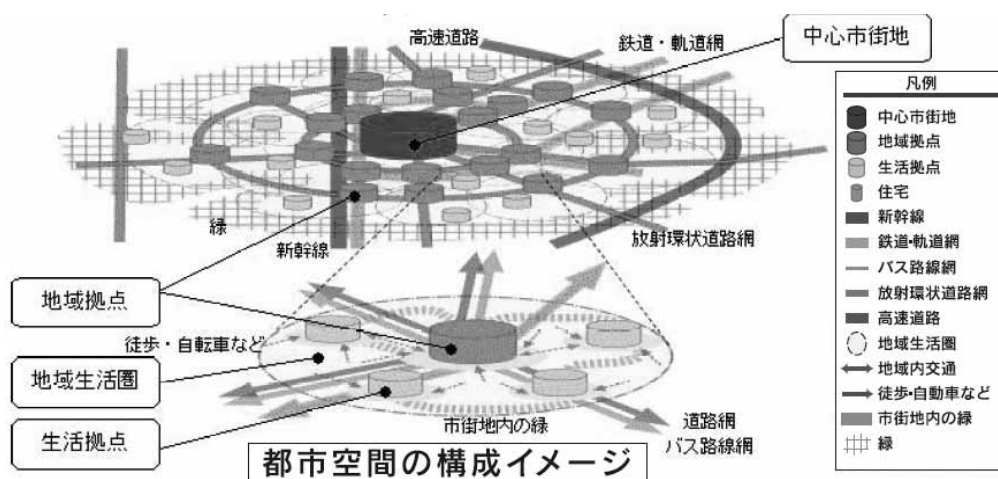 高速道路
鉄道・軌道網
中心市街地
緑
新幹線
放射環状道路網
地域拠点
徒歩・自転車など
地域生活圏
生活拠点
市街地内の緑
道路網
バス路線網
都市空間の構成イメージ
凡例
中心市街地
地域拠点
生活拠点
住宅
新幹線
鉄道・軌道網
バス路線網
放射環状道路網
高速道路
地域生活圏
地域内交通
徒歩・自動車など
市街地内の緑
緑